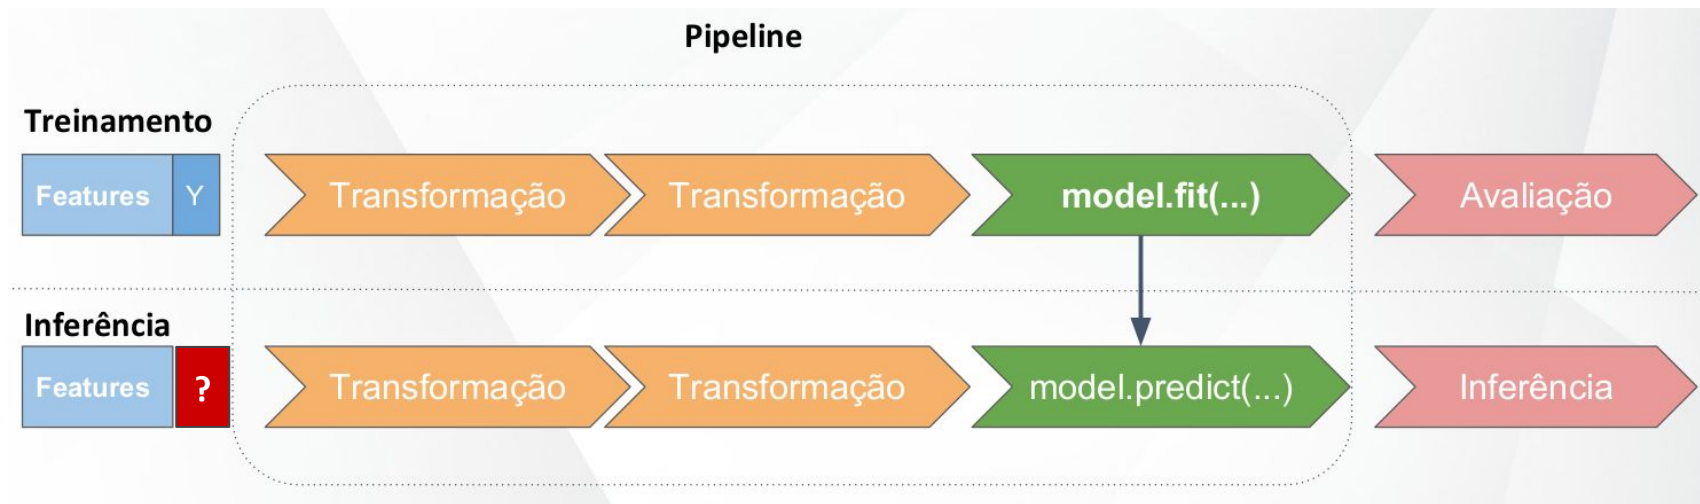 Pipeline
Treinamento
Features Y Transformação Transformação model.fit(...) Avaliação
Inferência
Features ? Transformação Transformação model.predict(...) Inferência